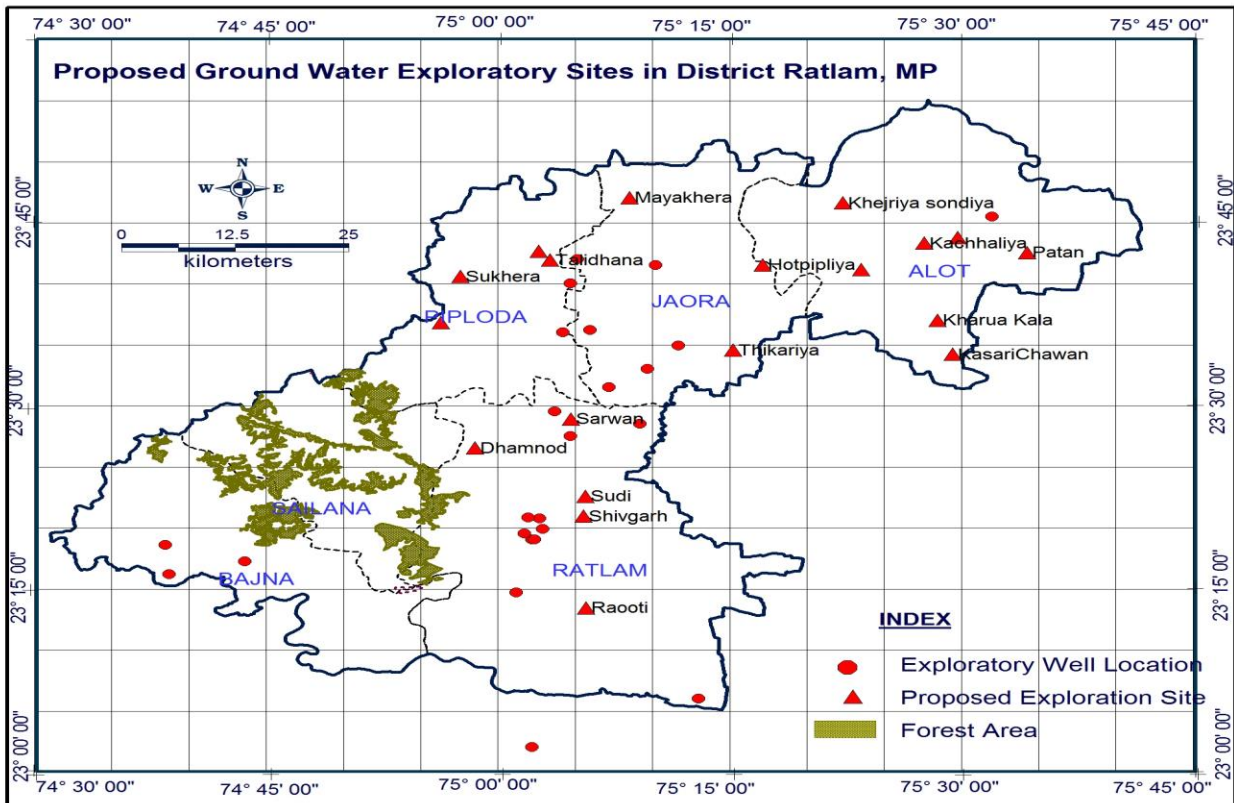 74° 30' 00" 74° 45' 00" 75° 00' 00" 75° 15' 00" 75° 30' 00" 75° 45' 00"
Proposed Ground Water Exploratory Sites in District Ratlam, MP
N
W E
S
0 12.5 25
kilometers
23° 45' 00" 23° 45' 00"
Mayakhera
Khejriya sondiya
Kachhaliya
Patan
Talidhana
Hotpipliya
ALOT
Sukhera
JAORA
PIPLODA
Kharua Kala
Thikariya
KasariChawan
23° 30' 00" 23° 30' 00"
Sarwan
Dhamnod
Sudi
SAILANA
Shivgarh
RATLAM
BAJNA
23° 15' 00" 23° 15' 00"
Raooti
INDEX
Exploratory Well Location
Proposed Exploration Site
Forest Area
23° 00' 00" 23° 00' 00"
74° 30' 00" 74° 45' 00" 75° 00' 00" 75° 15' 00" 75° 30' 00" 75° 45' 00"